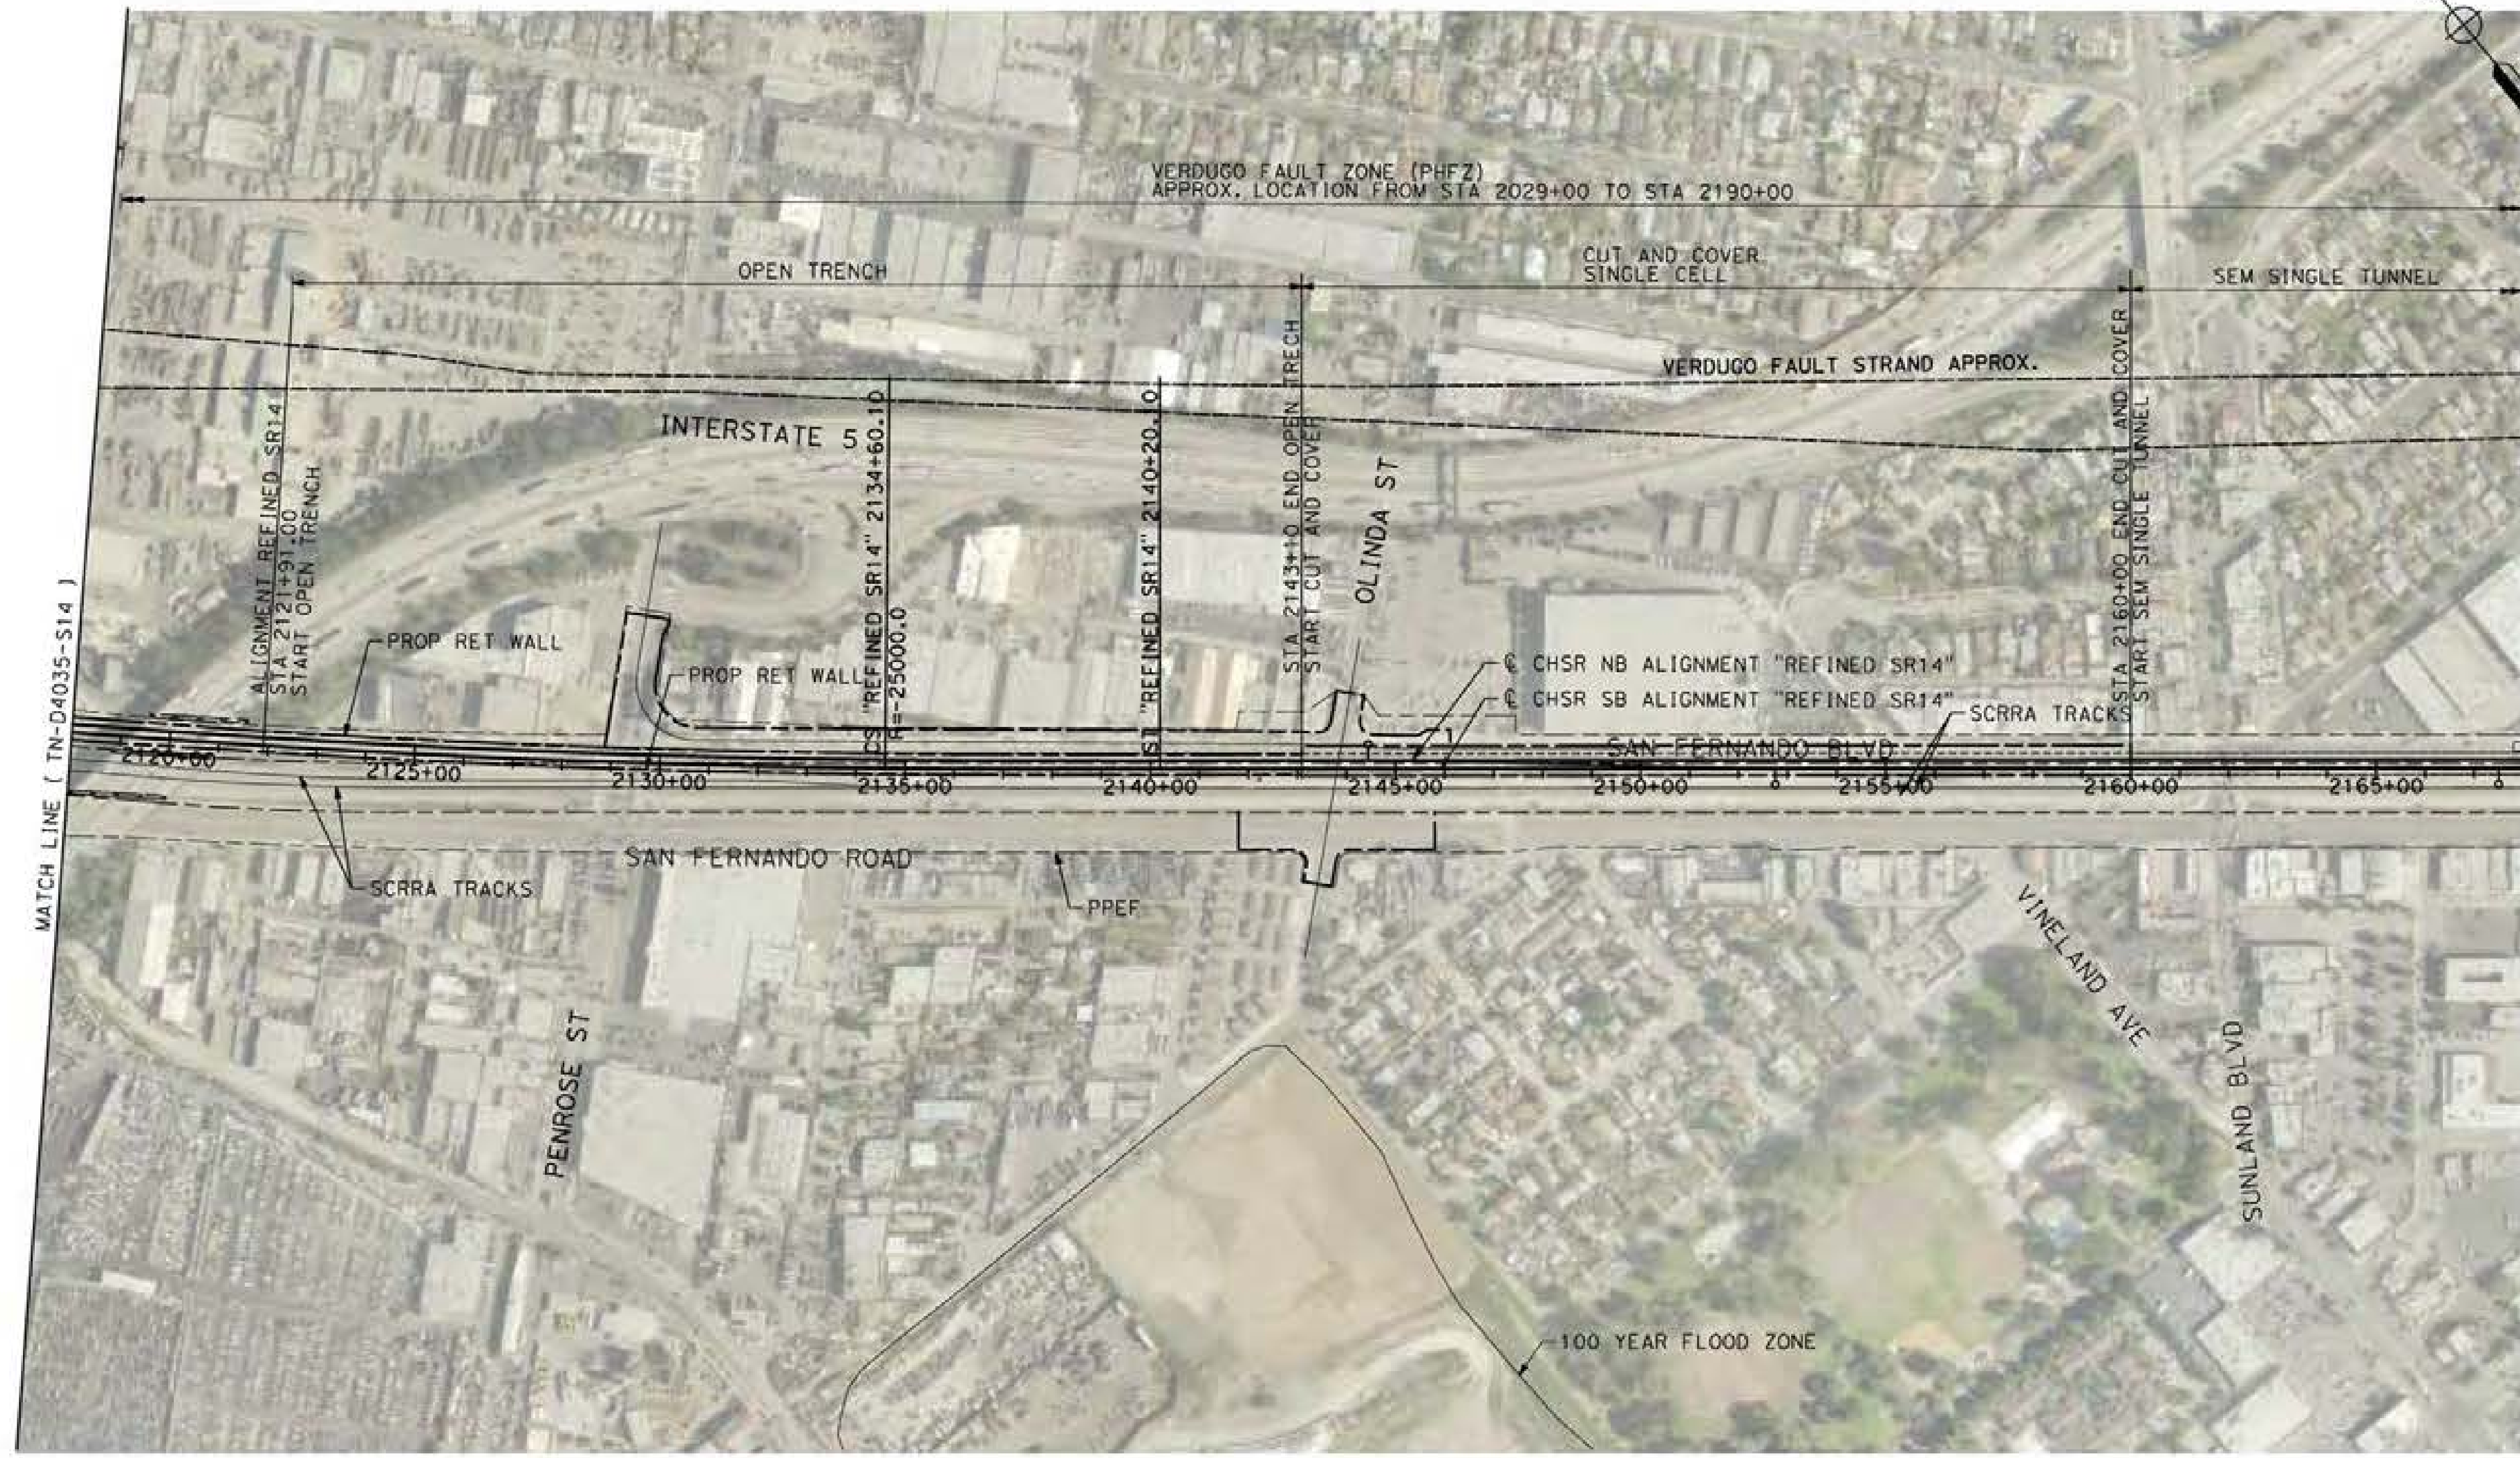 VERDUGO FAULT ZONE (PHFZ)
APPROX. LOCATION FROM STA 2029+00 TO STA 2190+00
OPEN TRENCH
CUT AND COVER
SINGLE CELL
SEM SINGLE TUNNEL
VERDUGO FAULT STRAND APPROX.
INTERSTATE 5
ALIGNMENT REFINED SR14
STA 2121+91.00
START OPEN TRENCH
CS "REFINED SR14" 2134+60.10
R=-25000.0
ST "REFINED SR14" 2140+20.10
STA 2143+10 END OPEN TRECH
START CUT AND COVER
OLINDA ST
STA 2160+00 END CUT AND COVER
START SEM SINGLE TUNNEL
MATCH LINE ( TN-D4035-S14 )
PROP RET WALL
PROP RET WALL
℄ CHSR NB ALIGNMENT "REFINED SR14"
℄ CHSR SB ALIGNMENT "REFINED SR14"
SCRRA TRACKS
SAN FERNANDO BLVD
2120+00
2125+00
2130+00
2135+00
2140+00
2145+00
2150+00
2155+00
2160+00
2165+00
SAN FERNANDO ROAD
SCRRA TRACKS
PPEF
PENROSE ST
VINELAND AVE
SUNLAND BLVD
100 YEAR FLOOD ZONE